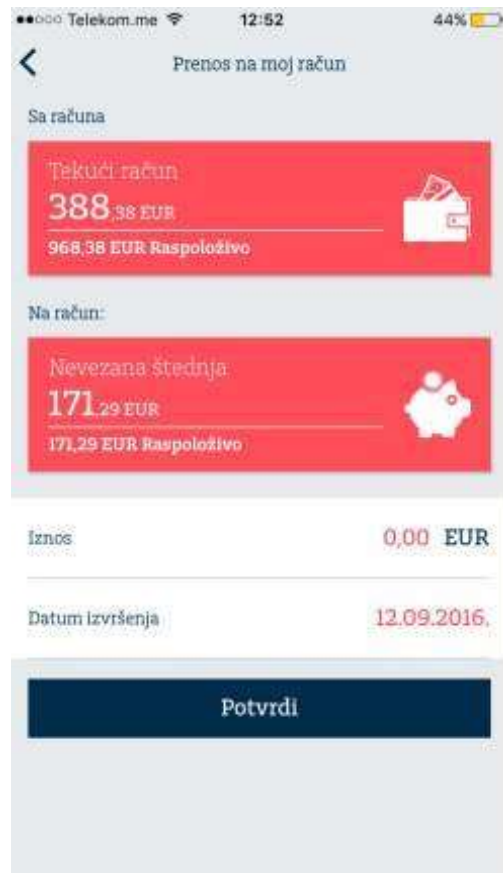 Telekom.me 12:52 44%
Prenos na moj račun
Sa računa
Tekući račun
388,38 EUR
968,38 EUR Raspoloživo
Na račun:
Nevezana štednja
171,29 EUR
171,29 EUR Raspoloživo
Iznos 0,00 EUR
Datum izvršenja 12.09.2016.
Potvrdi